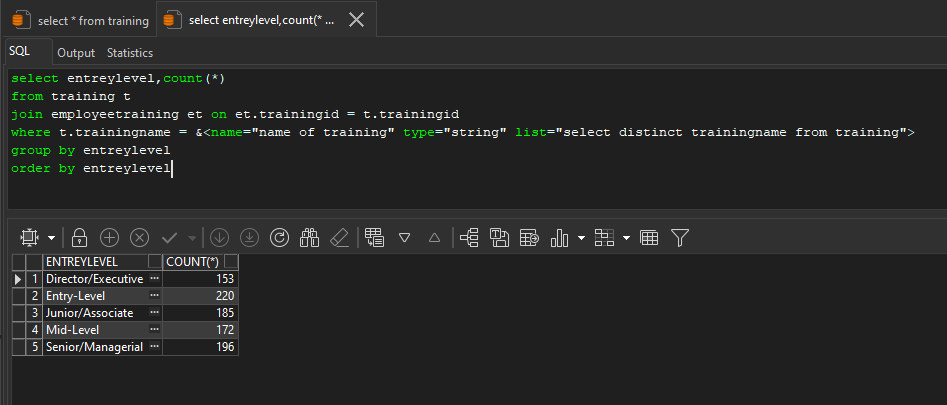 select * from training
select entreylevel,count(* ...
SQL Output Statistics
select entreylevel,count(*)
from training t
join employeetraining et on et.trainingid = t.trainingid
where t.trainingname = &<name="name of training" type="string" list="select distinct trainingname from training">
group by entreylevel
order by entreylevel
ENTREYLEVEL COUNT(*)
1 Director/Executive ··· 153
2 Entry-Level ··· 220
3 Junior/Associate ··· 185
4 Mid-Level ··· 172
5 Senior/Managerial ··· 196